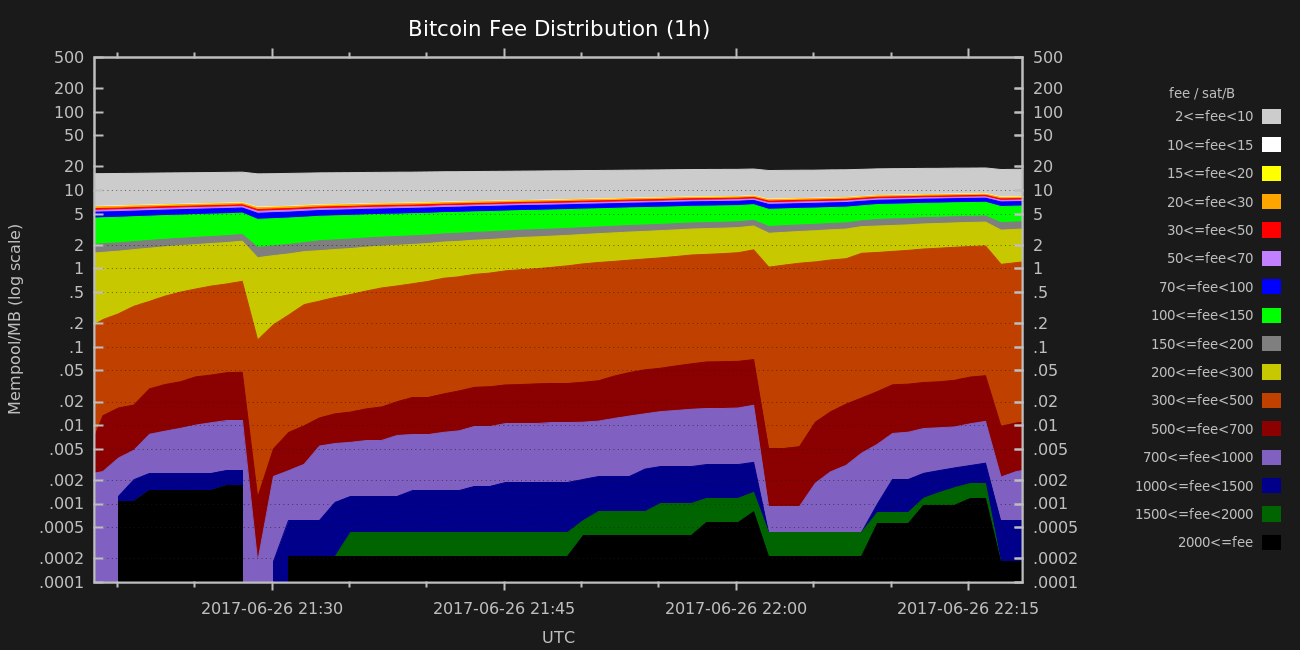 Bitcoin Fee Distribution (1h)
500
200
100
50
20
10
5
2
1
.5
.2
.1
.05
.02
.01
.005
.002
.001
.0005
.0002
.0001
Mempool/MB (log scale)
500
200
100
50
20
10
5
2
1
.5
.2
.1
.05
.02
.01
.005
.002
.001
.0005
.0002
.0001
2017-06-26 21:30
2017-06-26 21:45
2017-06-26 22:00
2017-06-26 22:15
UTC
fee / sat/B
2<=fee<10
10<=fee<15
15<=fee<20
20<=fee<30
30<=fee<50
50<=fee<70
70<=fee<100
100<=fee<150
150<=fee<200
200<=fee<300
300<=fee<500
500<=fee<700
700<=fee<1000
1000<=fee<1500
1500<=fee<2000
2000<=fee